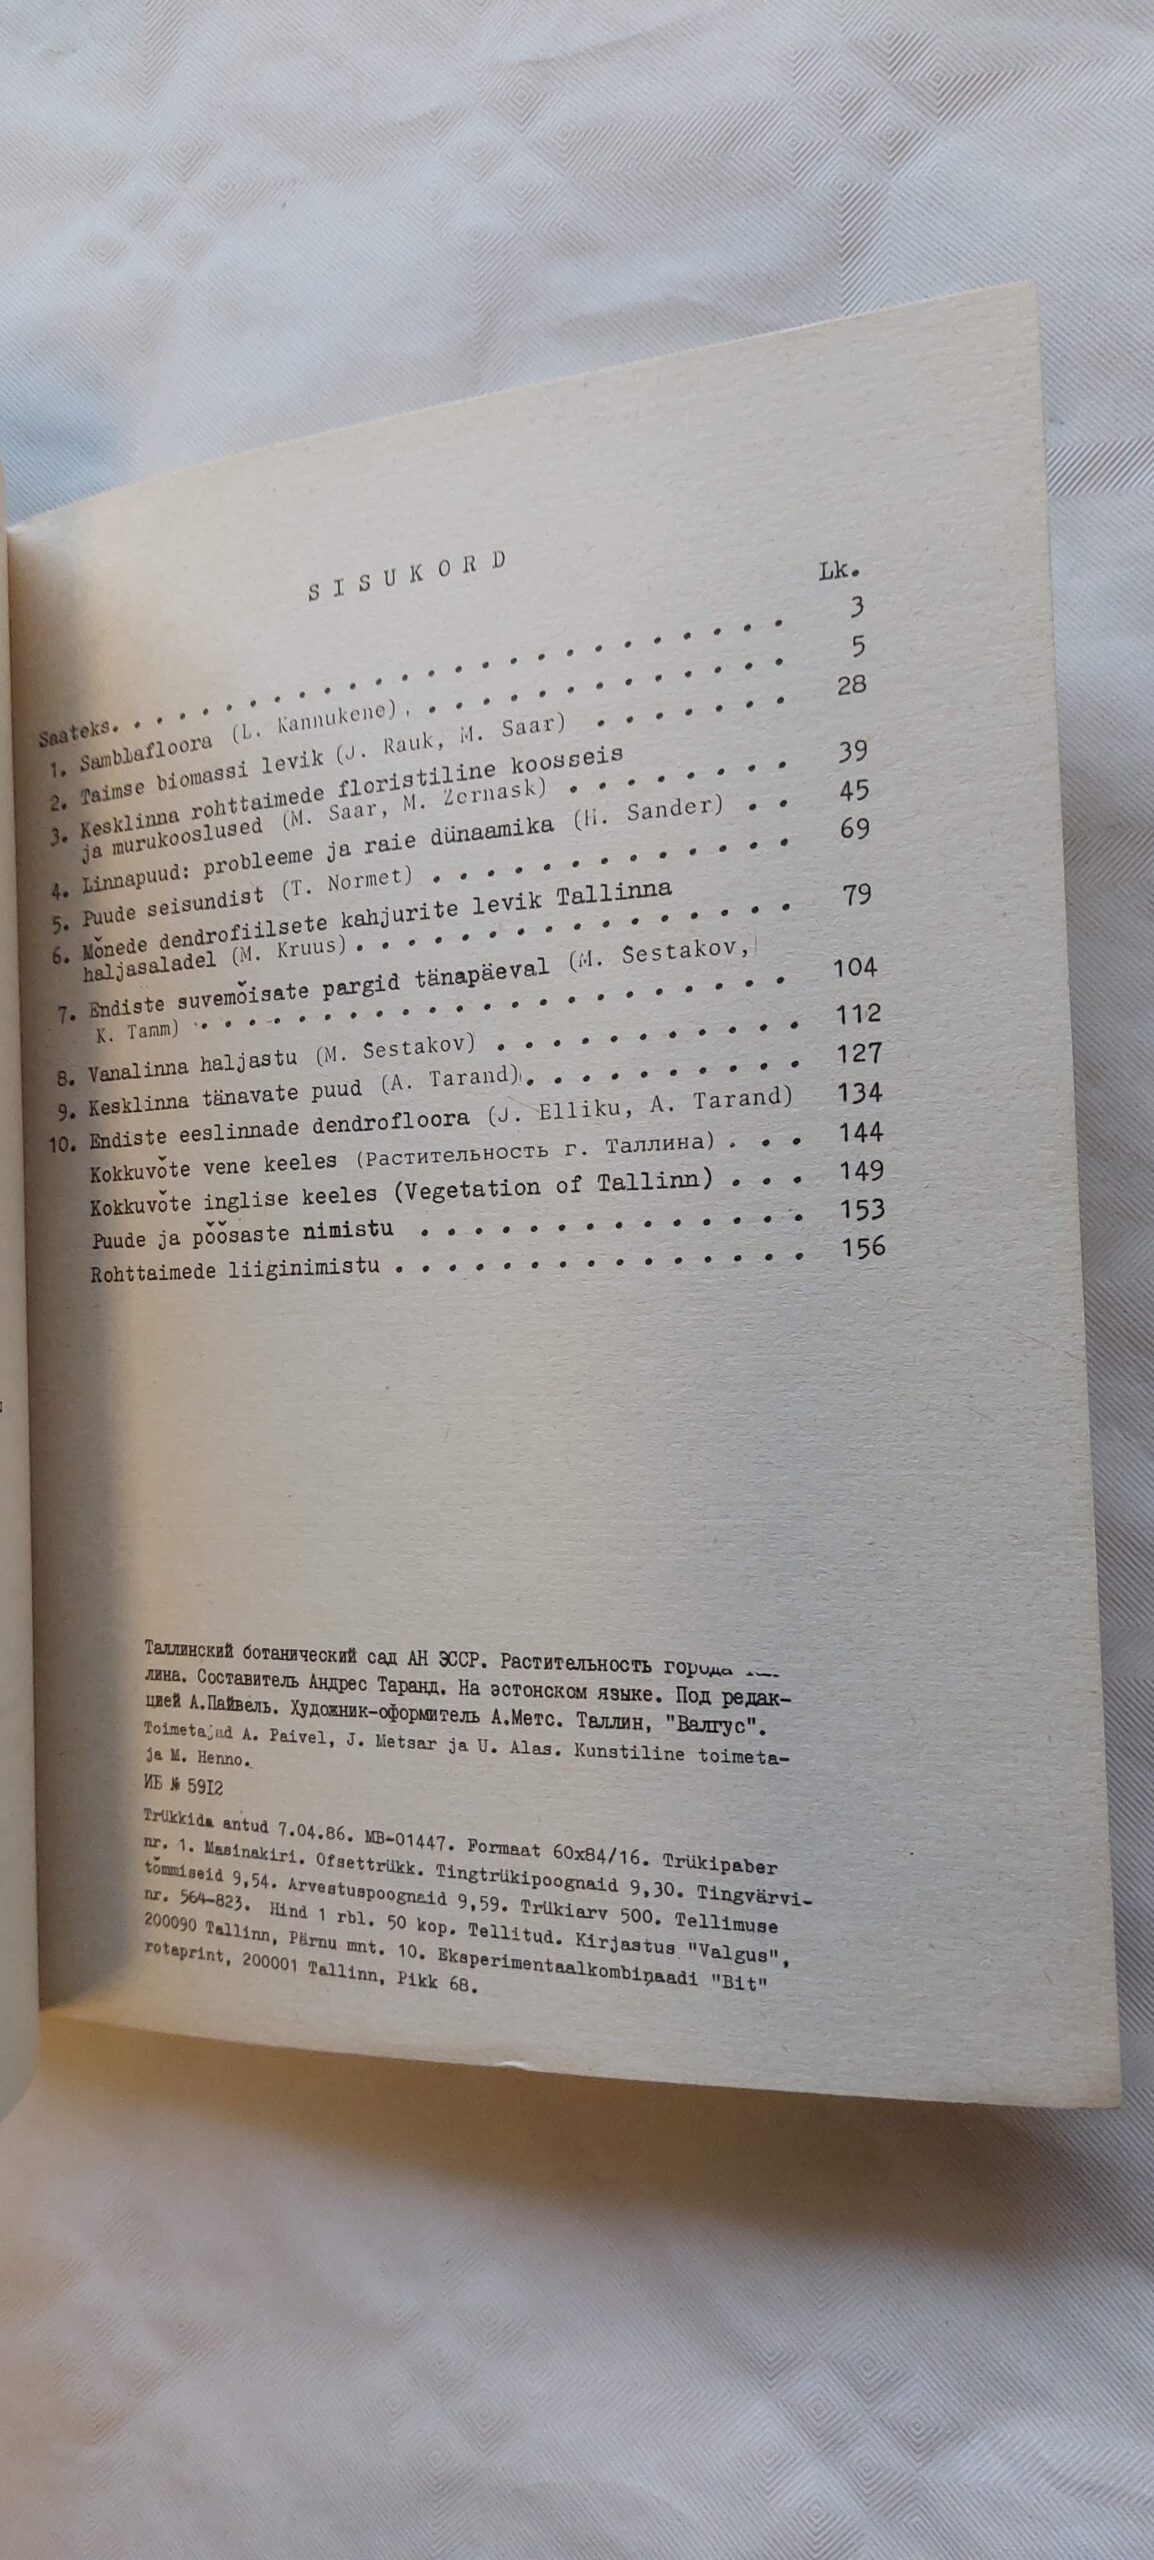 SISUKORD
Lk.
Saateks. . . . . . . . . . . . . . . . . . . . . . . . 3
1. Samblafloora (L. Kannukene). . . . . . . . . . . . . . 5
2. Taimse biomassi levik (J. Rauk, M. Saar) . . . . . . . 28
3. Kesklinna rohttaimede floristiline koosseis
ja murukooslused (M. Saar, M. Zernask) . . . . . . . . 39
4. Linnapuud: probleeme ja raie dünaamika (H. Sander) . . 45
5. Puude seisundist (T. Normet) . . . . . . . . . . . . . 69
6. Mõnede dendrofiilsete kahjurite levik Tallinna
haljasaladel (M. Kruus). . . . . . . . . . . . . . . . 79
7. Endiste suvemõisate pargid tänapäeval (M. Šestakov,
K. Tamm) . . . . . . . . . . . . . . . . . . . . . . 104
8. Vanalinna haljastu (M. Šestakov) . . . . . . . . . . . 112
9. Kesklinna tänavate puud (A. Tarand). . . . . . . . . . 127
10. Endiste eeslinnade dendrofloora (J. Elliku, A. Tarand) 134
Kokkuvõte vene keeles (Растительность г. Таллина) . . . 144
Kokkuvõte inglise keeles (Vegetation of Tallinn) . . . 149
Puude ja põõsaste nimistu . . . . . . . . . . . . . . 153
Rohttaimede liiginimistu . . . . . . . . . . . . . . . 156
Таллинский ботанический сад АН ЭССР. Растительность города
лина. Составитель Андрес Таранд. На эстонском языке. Под редак-
цией А.Пайвель. Художник-оформитель А.Метс. Таллин, "Валгус".
Toimetajad A. Paivel, J. Metsar ja U. Alas. Kunstiline toimeta-
ja M. Henno.
ИБ № 5912
Trükkida antud 7.04.86. MB-01447. Formaat 60x84/16. Trükipaber
nr. 1. Masinakiri. Ofsettrükk. Tingtrükipoognaid 9,30. Tingvärvi-
tõmmiseid 9,54. Arvestuspoognaid 9,59. Trükiarv 500. Tellimuse
nr. 564-823. Hind 1 rbl. 50 kop. Tellitud. Kirjastus "Valgus",
200090 Tallinn, Pärnu mnt. 10. Eksperimentaalkombinaadi "Bit"
rotaprint, 200001 Tallinn, Pikk 68.